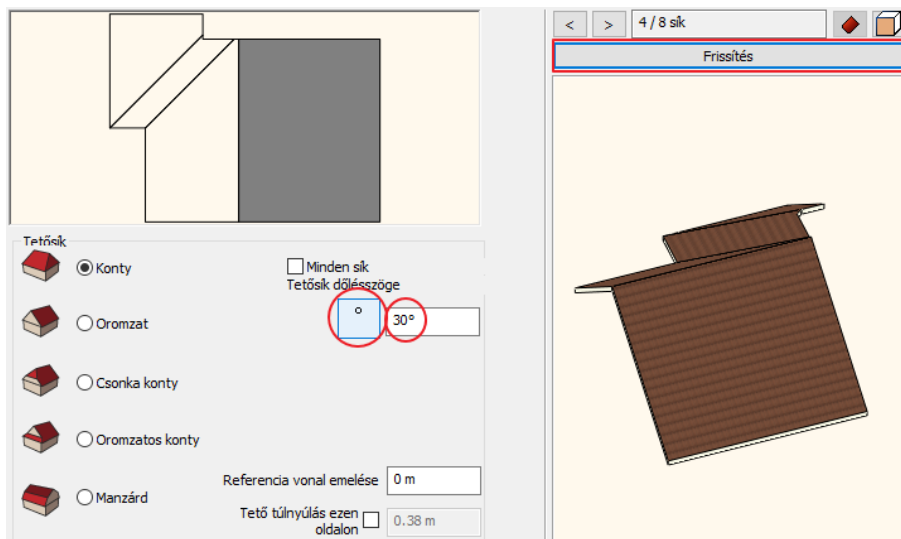 < > 4 / 8 sík
Frissítés
Tetősík
Konty
Minden sík
Tetősík dőlésszöge
Oromzat
° 30°
Csonka konty
Oromzatos konty
Referencia vonal emelése 0 m
Manzárd
Tető túlnyúlás ezen
oldalon 0.38 m